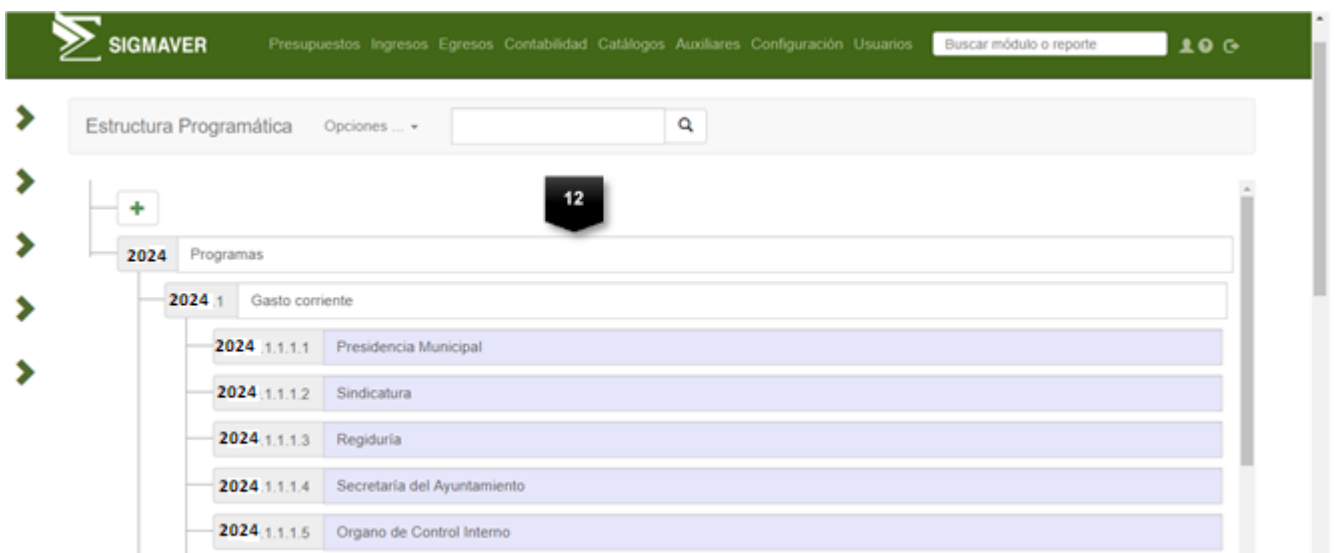 SIGMAVER Presupuestos Ingresos Egresos Contabilidad Catálogos Auxiliares Configuración Usuarios Buscar módulo o reporte
Estructura Programática Opciones ...
12
2024 Programas
2024 .1 Gasto corriente
2024 .1.1.1.1 Presidencia Municipal
2024 .1.1.1.2 Sindicatura
2024 .1.1.1.3 Regiduría
2024 .1.1.1.4 Secretaría del Ayuntamiento
2024 .1.1.1.5 Organo de Control Interno